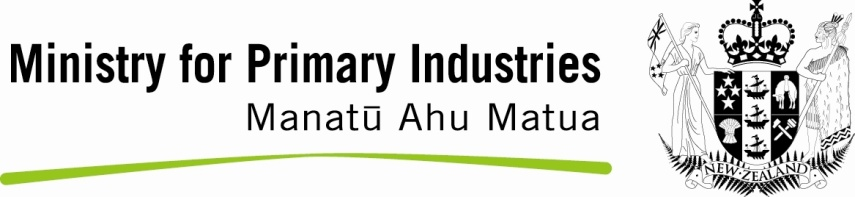 Ministry for Primary Industries
Manatū Ahu Matua
NEW ZEALAND